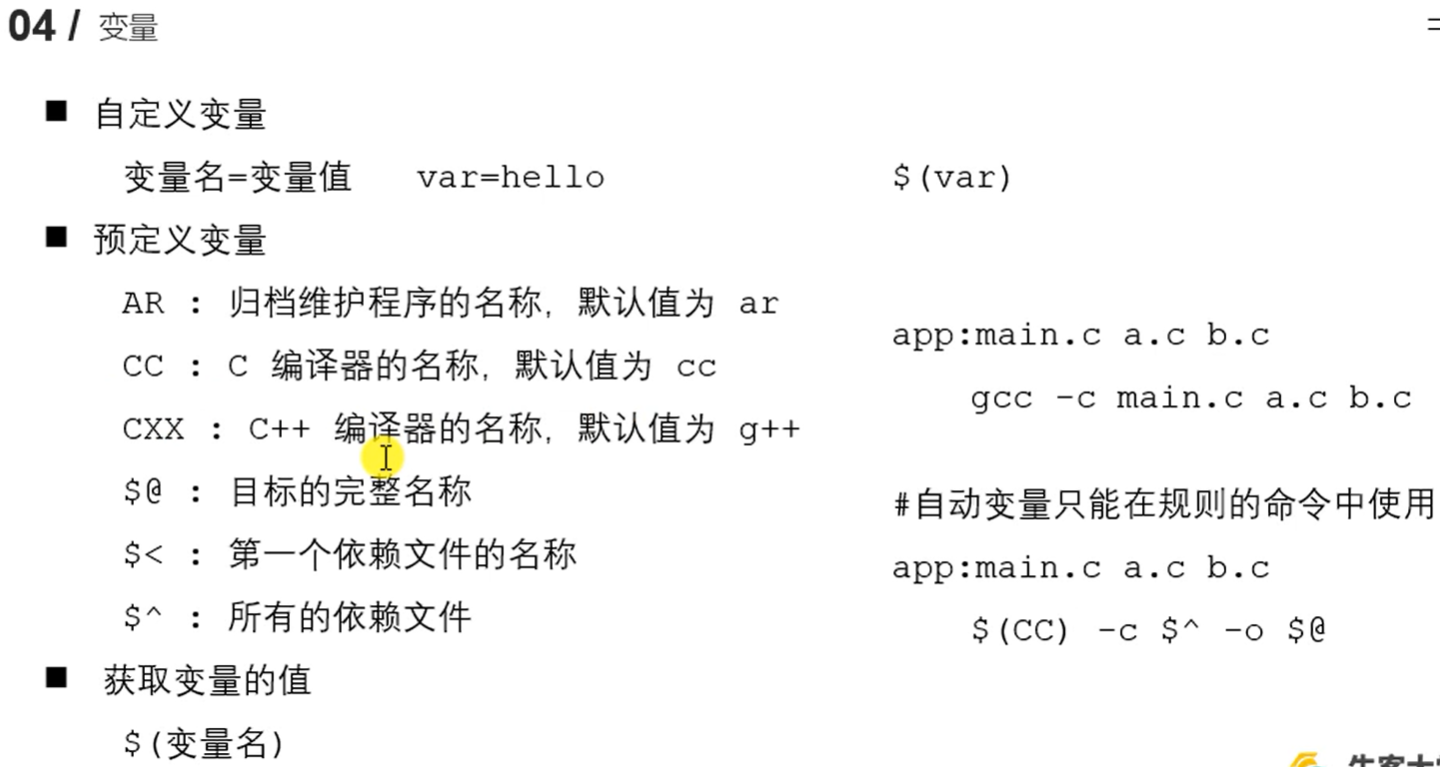 04 / 变量
■ 自定义变量
变量名=变量值 var=hello $(var)
■ 预定义变量
AR : 归档维护程序的名称, 默认值为 ar
CC : C 编译器的名称, 默认值为 cc
CXX : C++ 编译器的名称, 默认值为 g++
$@ : 目标的完整名称
$< : 第一个依赖文件的名称
$^ : 所有的依赖文件
■ 获取变量的值
$(变量名)
app:main.c a.c b.c
gcc -c main.c a.c b.c
#自动变量只能在规则的命令中使用
app:main.c a.c b.c
$(CC) -c $^ -o $@